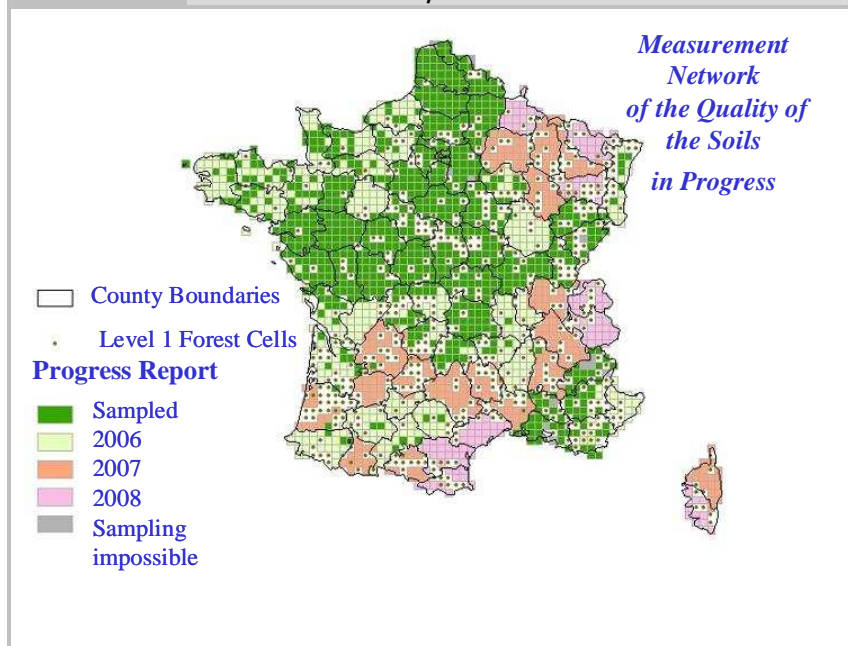 Measurement
Network
of the Quality of
the Soils
in Progress
County Boundaries
Level 1 Forest Cells
Progress Report
Sampled
2006
2007
2008
Sampling
impossible